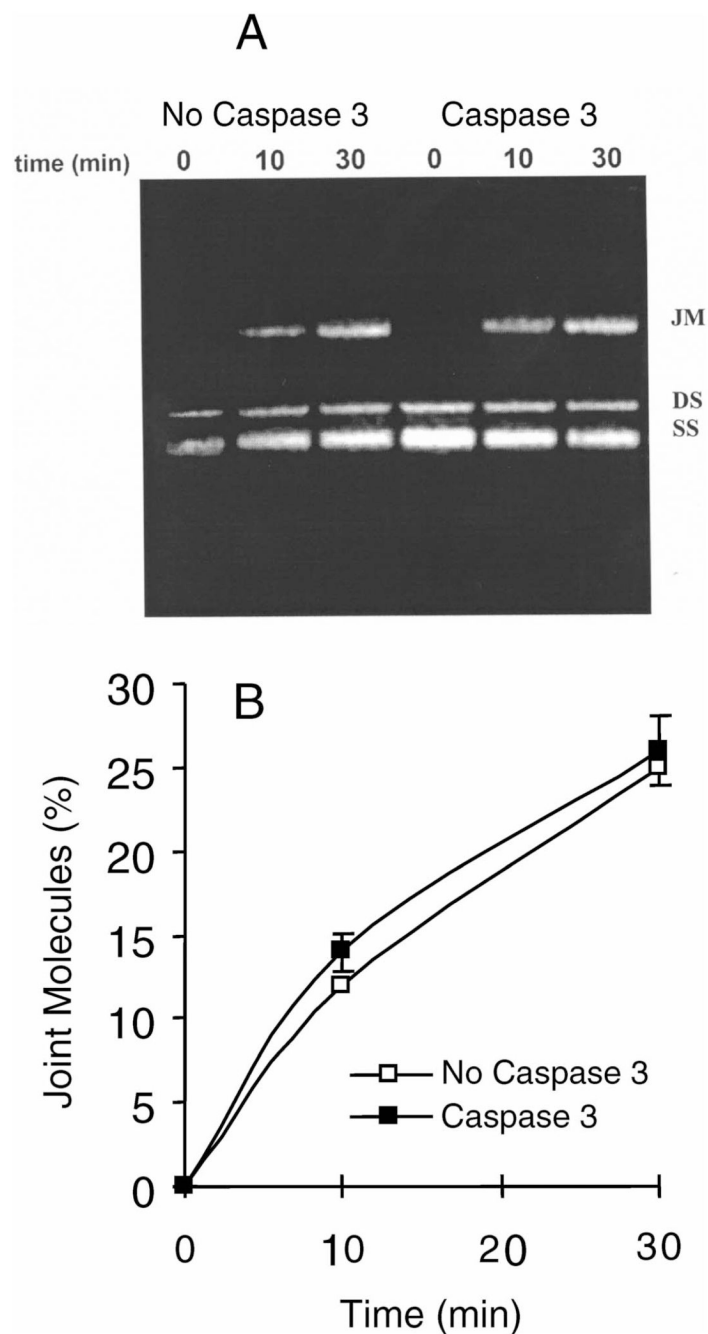 A
No Caspase 3 Caspase 3
time (min) 0 10 30 0 10 30
JM
DS
SS
B
30
25
20
15
10
5
0
Joint Molecules (%)
No Caspase 3
Caspase 3
0 10 20 30
Time (min)